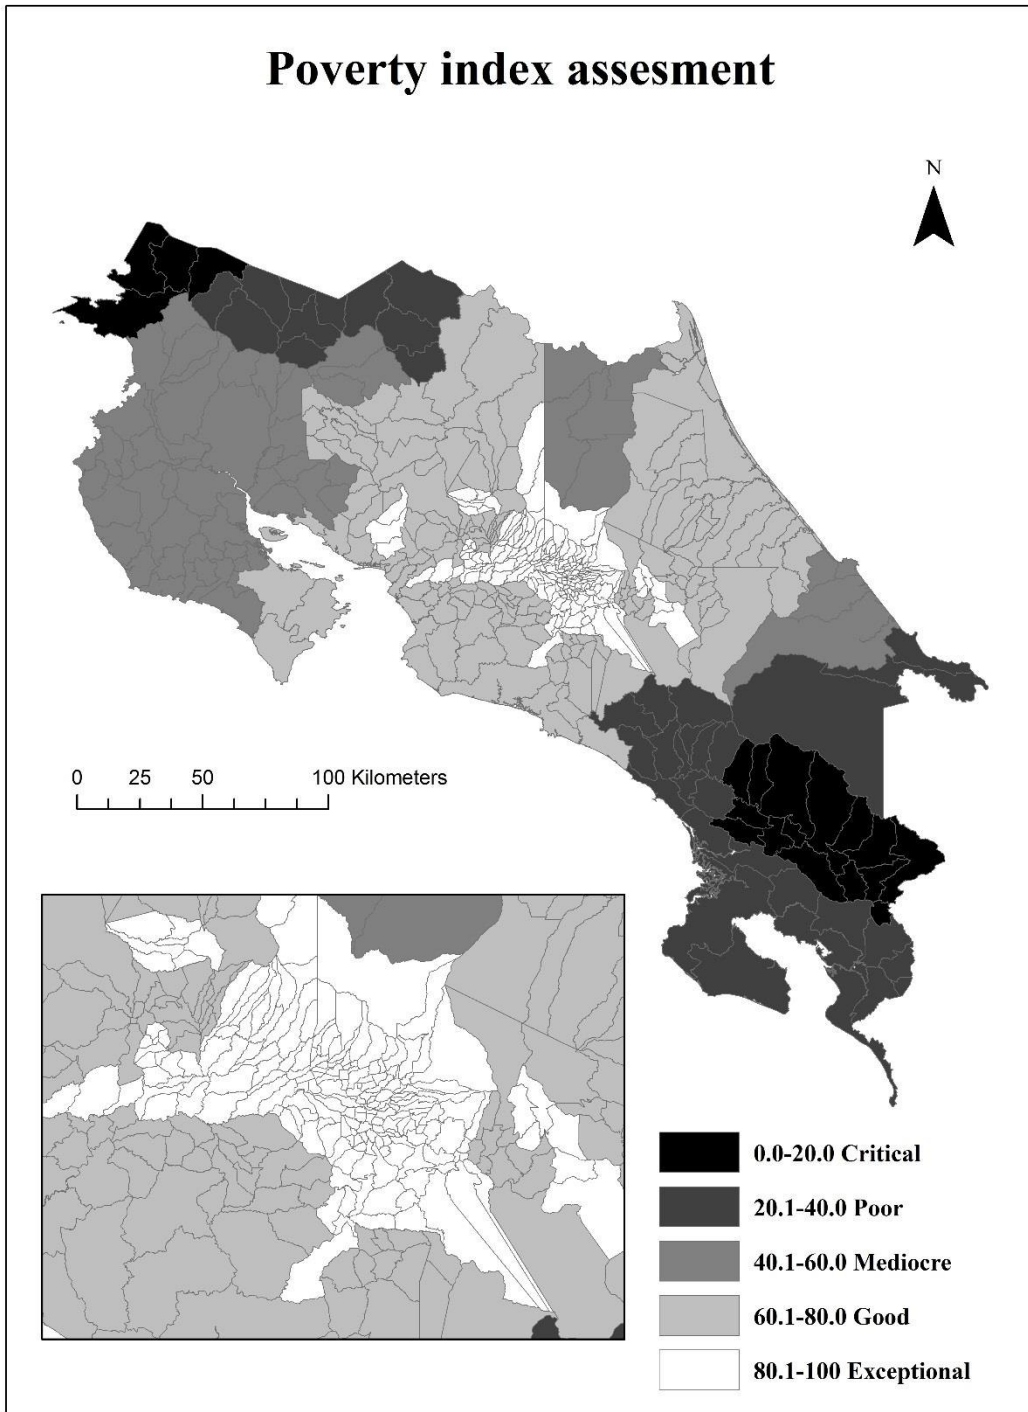 Poverty index assesment
N
0 25 50 100 Kilometers
0.0-20.0 Critical
20.1-40.0 Poor
40.1-60.0 Mediocre
60.1-80.0 Good
80.1-100 Exceptional